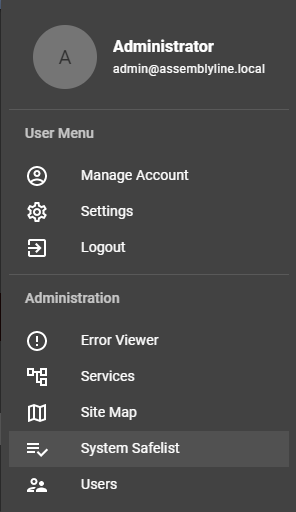 A
Administrator
admin@assemblyline.local
User Menu
Manage Account
Settings
Logout
Administration
Error Viewer
Services
Site Map
System Safelist
Users